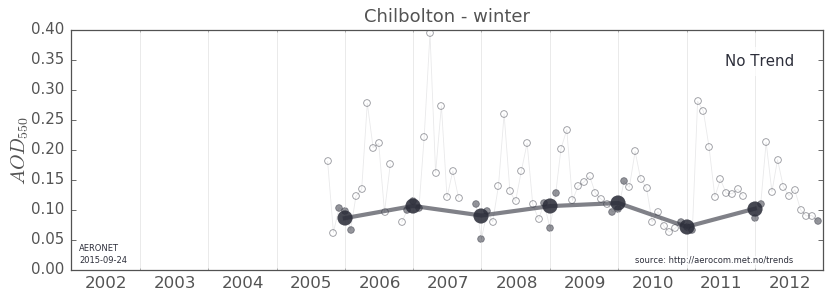 Chilbolton - winter
0.40
0.35
0.30
0.25
0.20
0.15
0.10
0.05
0.00
AOD550
No Trend
AERONET
2015-09-24
source: http://aerocom.met.no/trends
2002 2003 2004 2005 2006 2007 2008 2009 2010 2011 2012